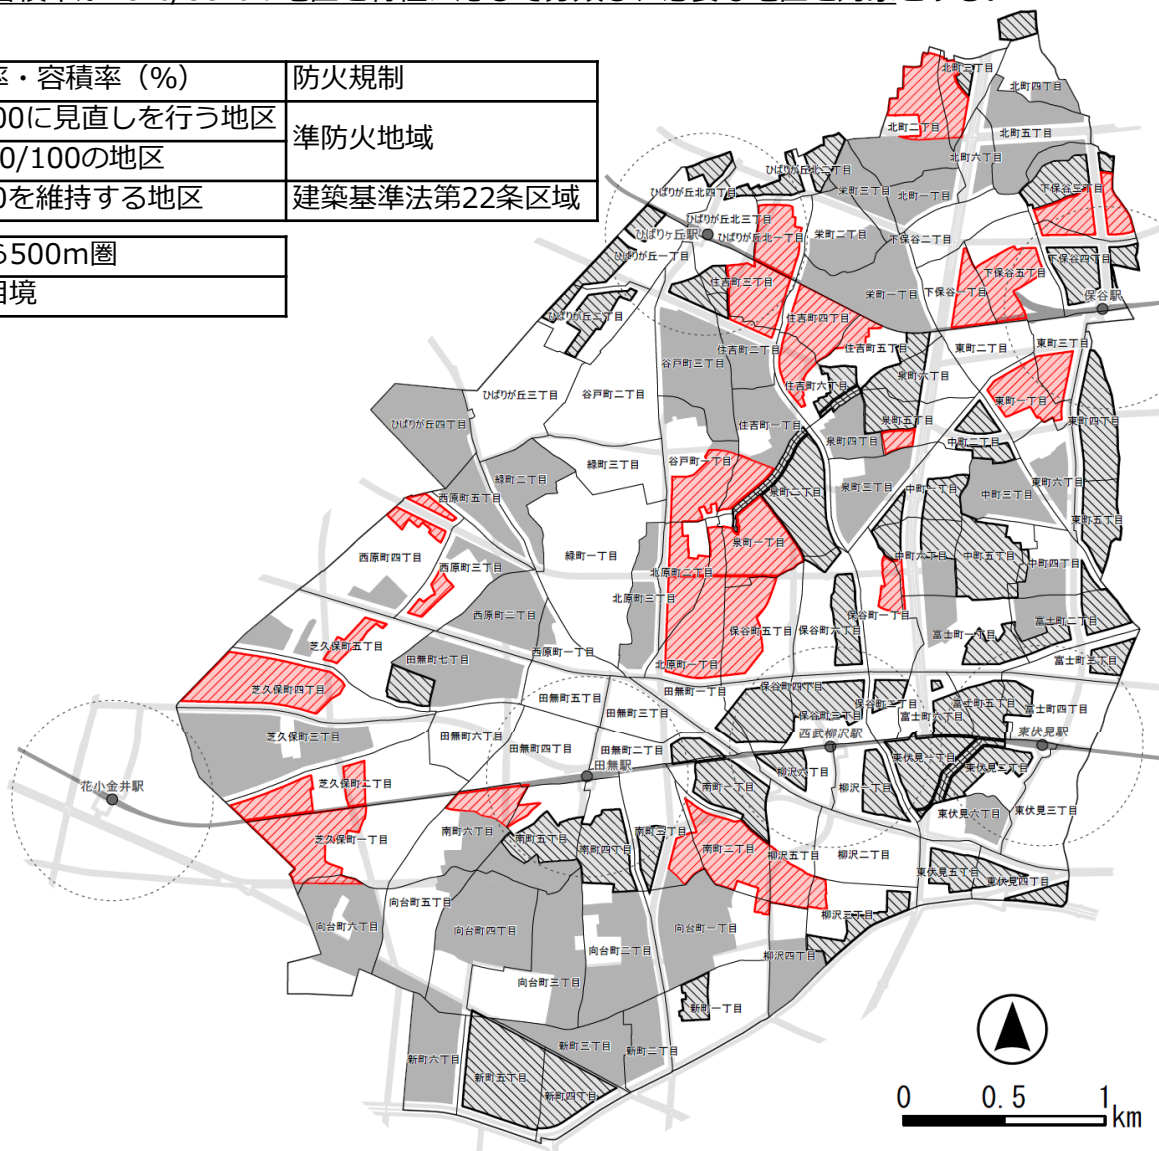 率・容積率（%）
防火規制
00に見直しを行う地区
準防火地域
0/100の地区
0を維持する地区
建築基準法第22条区域
ら500m圏
目境
北町三丁目
北町四丁目
北町二丁目
北町五丁目
北町六丁目
ひばりが丘北二丁目
ひばりが丘北四丁目
栄町三丁目
北町一丁目
下保谷三丁目
ひばりが丘北三丁目
ひばりヶ丘駅
ひばりが丘北一丁目
栄町二丁目
下保谷二丁目
ひばりが丘一丁目
下保谷四丁目
住吉町三丁目
下保谷五丁目
栄町一丁目
下保谷一丁目
保谷駅
ひばりが丘二丁目
住吉町四丁目
住吉町二丁目
住吉町五丁目
東町二丁目
東町三丁目
谷戸町三丁目
泉町六丁目
住吉町六丁目
ひばりが丘三丁目
谷戸町二丁目
東町一丁目
ひばりが丘四丁目
住吉町一丁目
泉町五丁目
東町四丁目
泉町四丁目
中町二丁目
緑町三丁目
谷戸町一丁目
緑町二丁目
泉町二丁目
泉町三丁目
中町一丁目
中町三丁目
東町六丁目
西原町五丁目
東町五丁目
泉町一丁目
西原町四丁目
緑町一丁目
西原町三丁目
北原町二丁目
中町六丁目
中町五丁目
中町四丁目
北原町三丁目
西原町二丁目
保谷町五丁目
保谷町六丁目
保谷町一丁目
富士町一丁目
富士町二丁目
芝久保町五丁目
西原町一丁目
田無町七丁目
北原町一丁目
富士町三丁目
芝久保町四丁目
田無町五丁目
田無町一丁目
保谷町四丁目
保谷町三丁目
保谷町二丁目
富士町五丁目
富士町四丁目
富士町六丁目
田無町三丁目
芝久保町三丁目
田無町六丁目
田無町四丁目
田無町二丁目
西武柳沢駅
東伏見駅
田無駅
東伏見一丁目
東伏見二丁目
花小金井駅
芝久保町二丁目
柳沢六丁目
南町一丁目
柳沢一丁目
東伏見六丁目
東伏見三丁目
芝久保町一丁目
南町六丁目
南町五丁目
南町四丁目
南町三丁目
南町二丁目
柳沢五丁目
柳沢二丁目
東伏見五丁目
東伏見四丁目
向台町五丁目
柳沢三丁目
向台町六丁目
向台町四丁目
向台町一丁目
向台町二丁目
柳沢四丁目
向台町三丁目
新町一丁目
新町三丁目
新町二丁目
新町六丁目
新町五丁目
新町四丁目
0 0.5 1
km